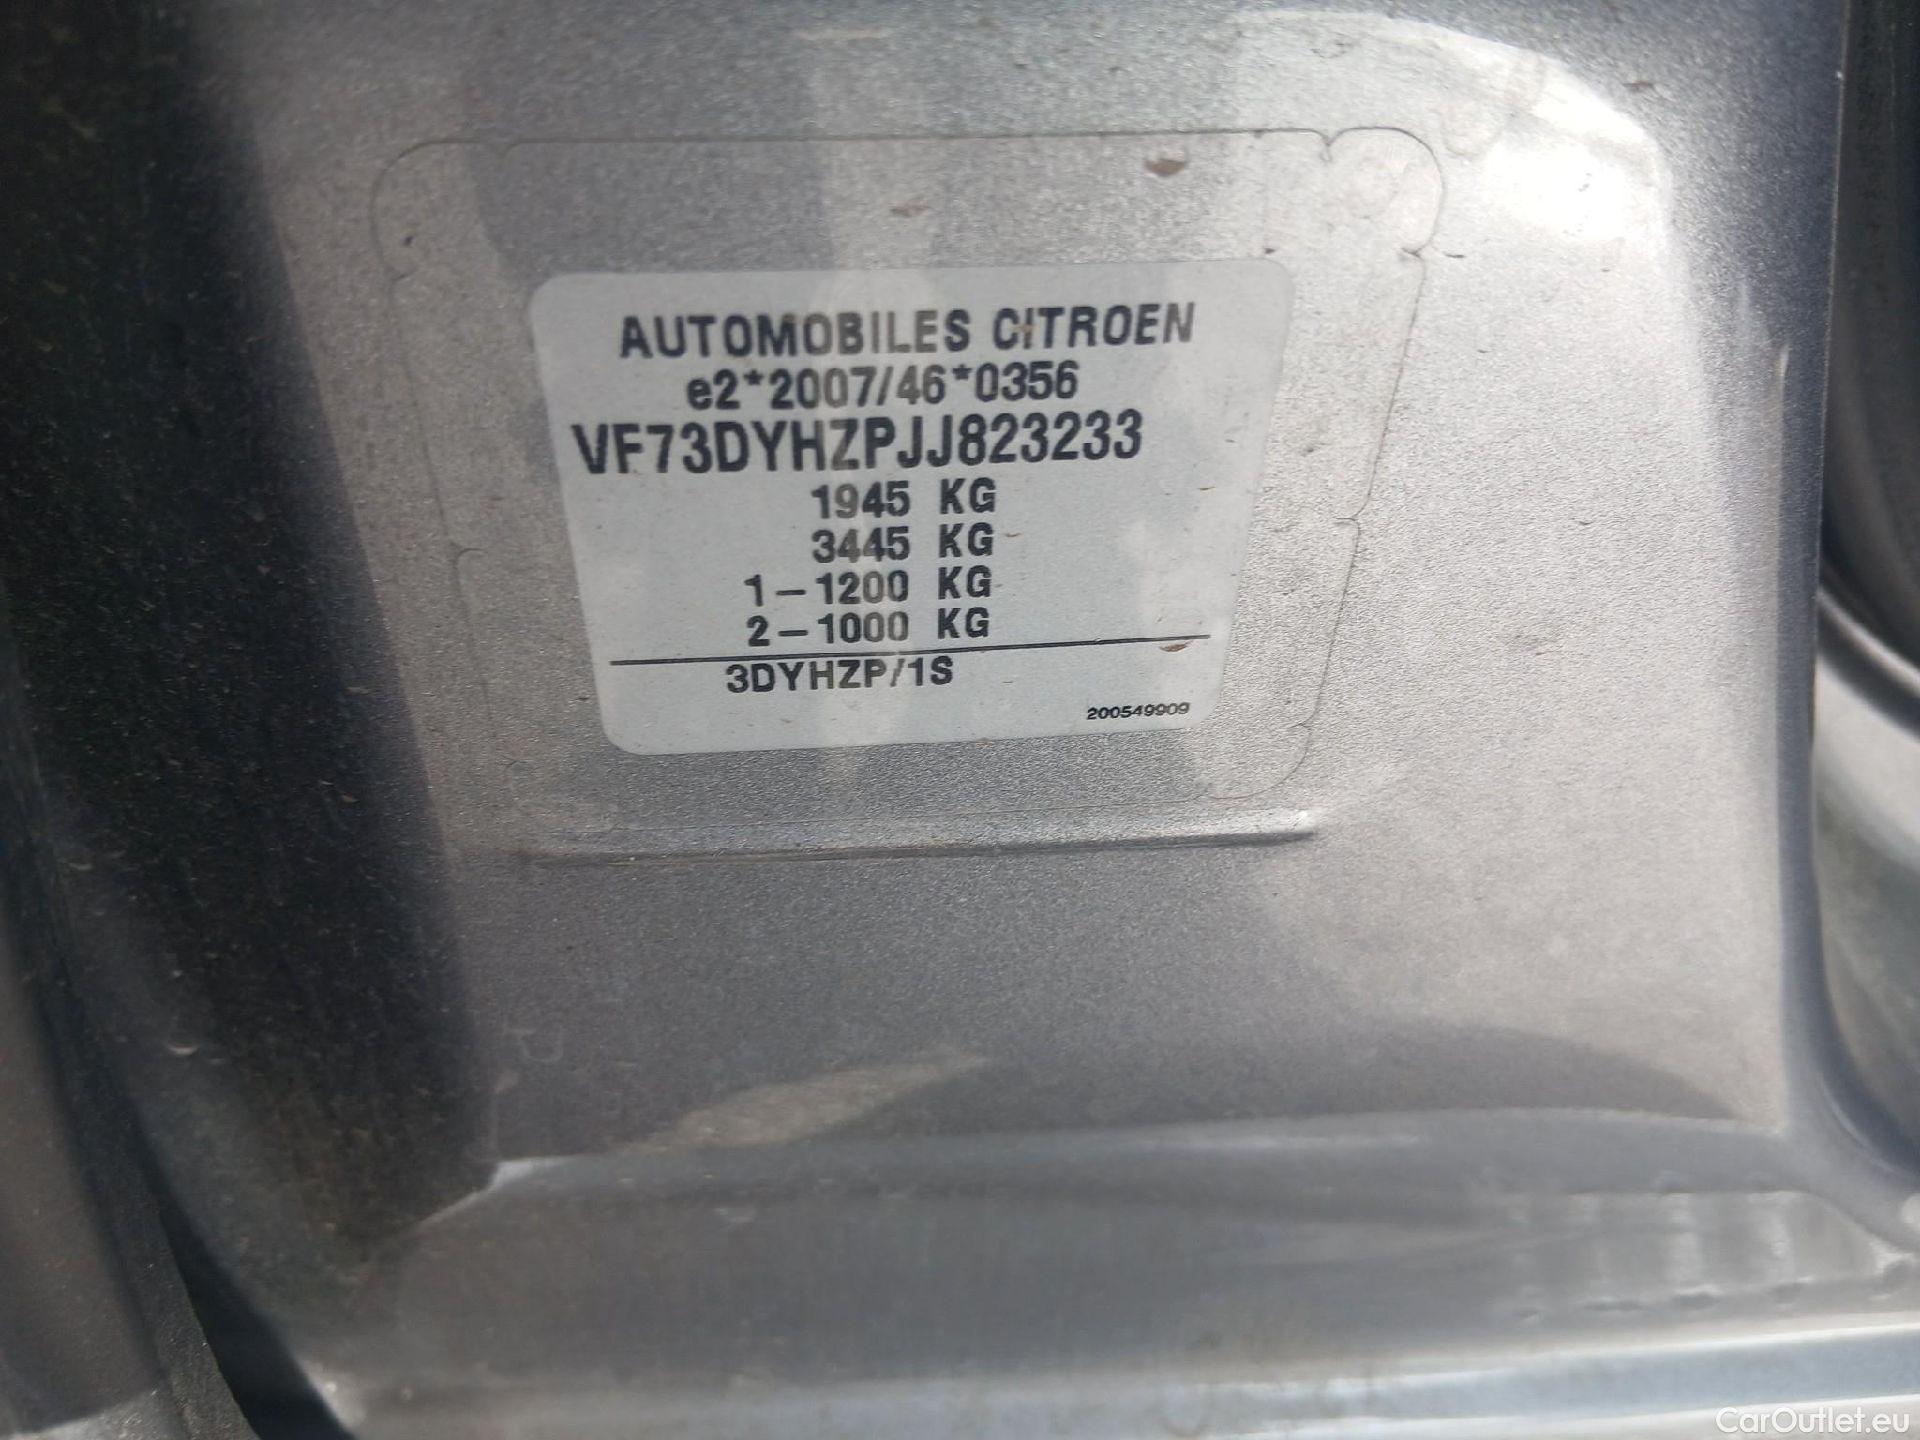 AUTOMOBILES CITROEN
e2*2007/46*0356
VF73DYHZPJJ823233
1945 KG
3445 KG
1-1200 KG
2-1000 KG
3DYHZP/1S
200549909
CarOutlet.eu